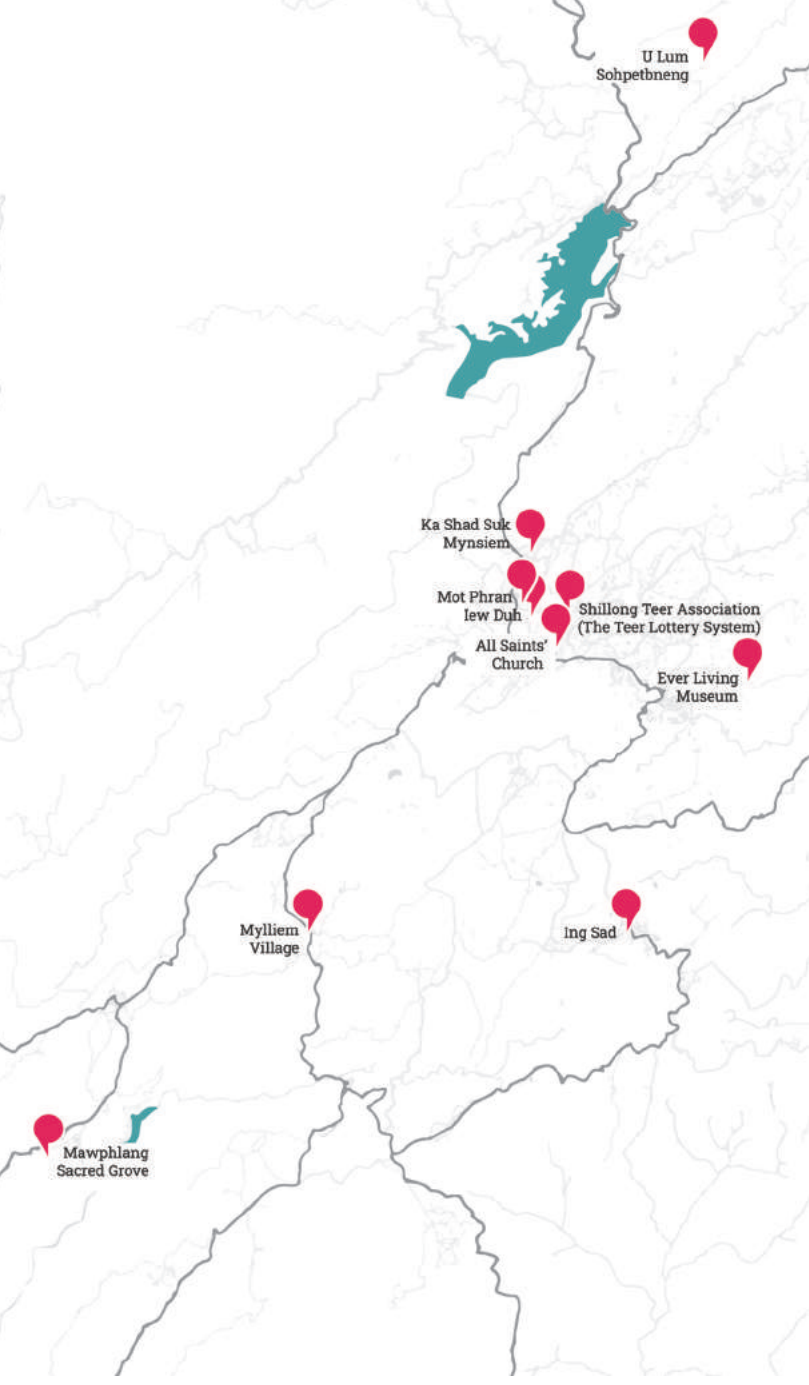 U Lum
Sohpetbneng
Ka Shad Suk
Mynsiem
Mot Phran
Iew Duh
Shillong Teer Association
(The Teer Lottery System)
All Saints'
Church
Ever Living
Museum
Mylliem
Village
Ing Sad
Mawphlang
Sacred Grove